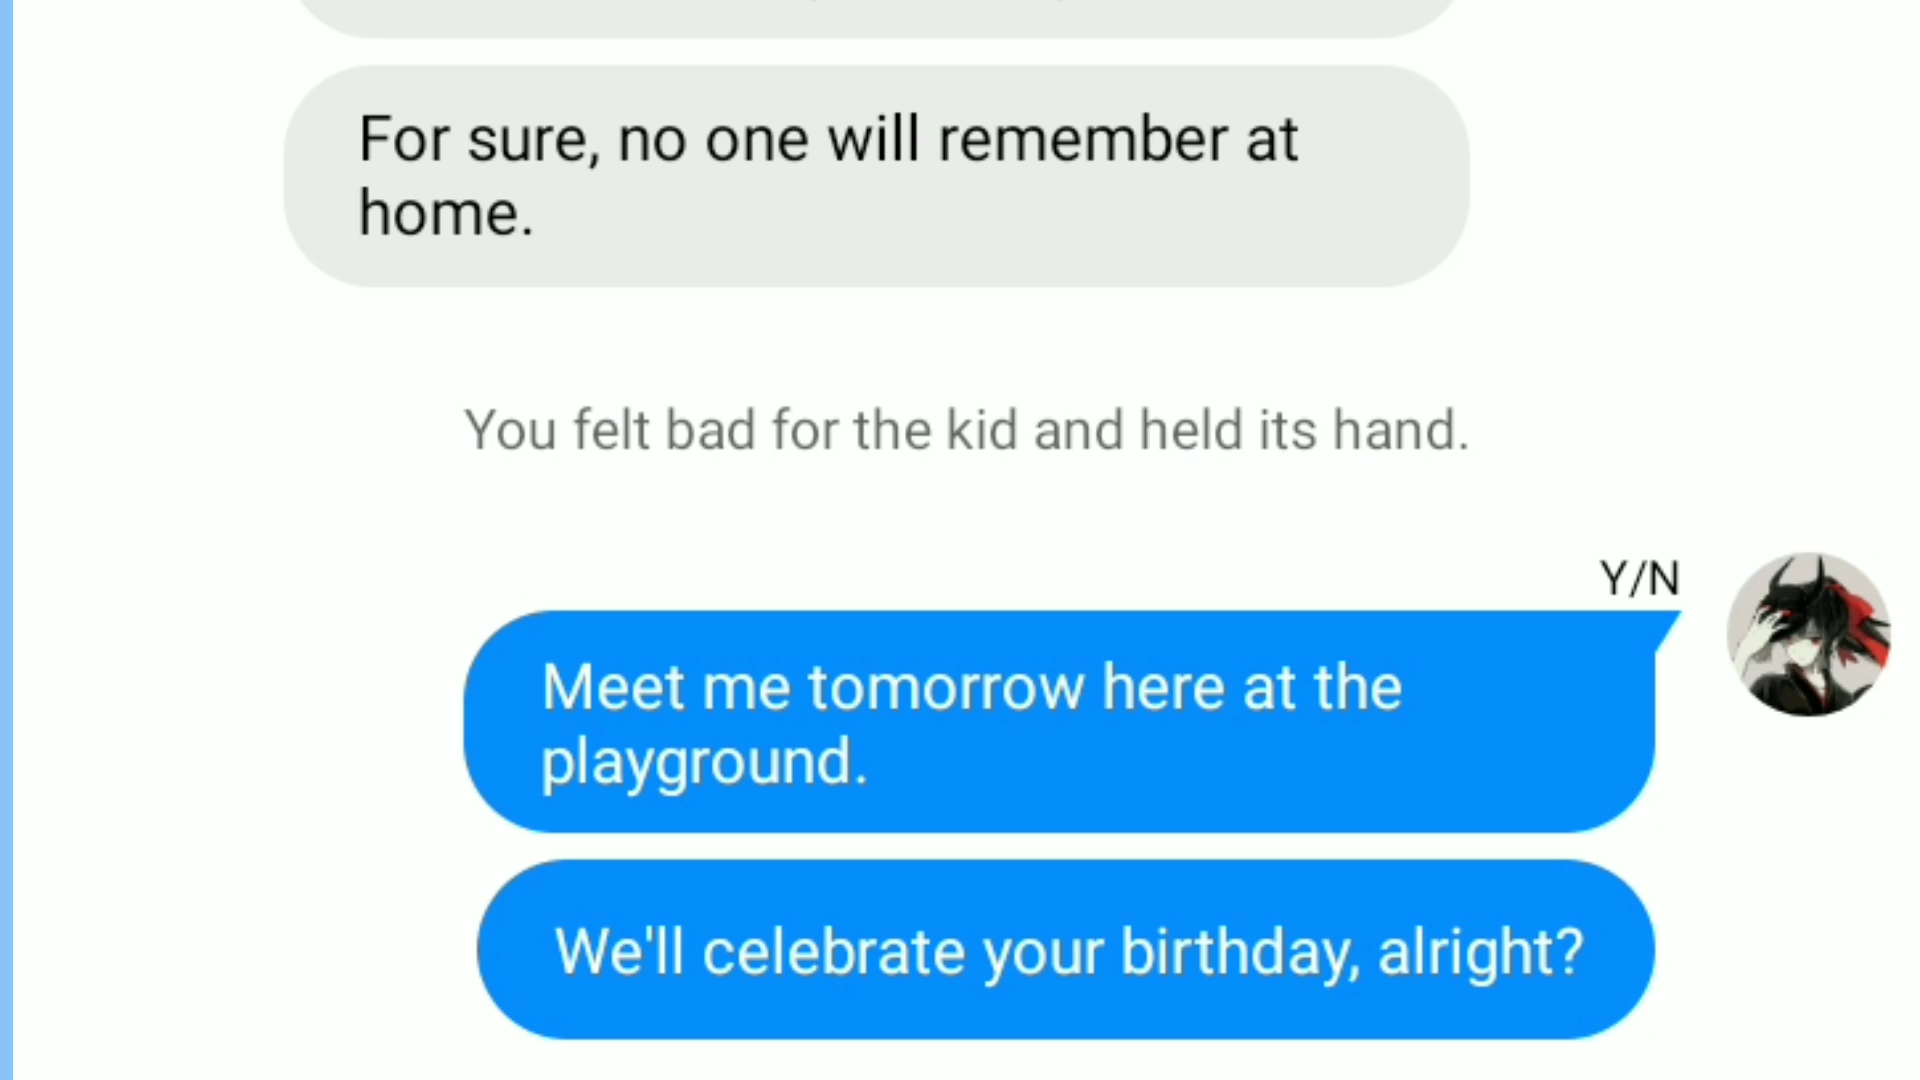 For sure, no one will remember at
home.
You felt bad for the kid and held its hand.
Y/N
Meet me tomorrow here at the
playground.
We'll celebrate your birthday, alright?